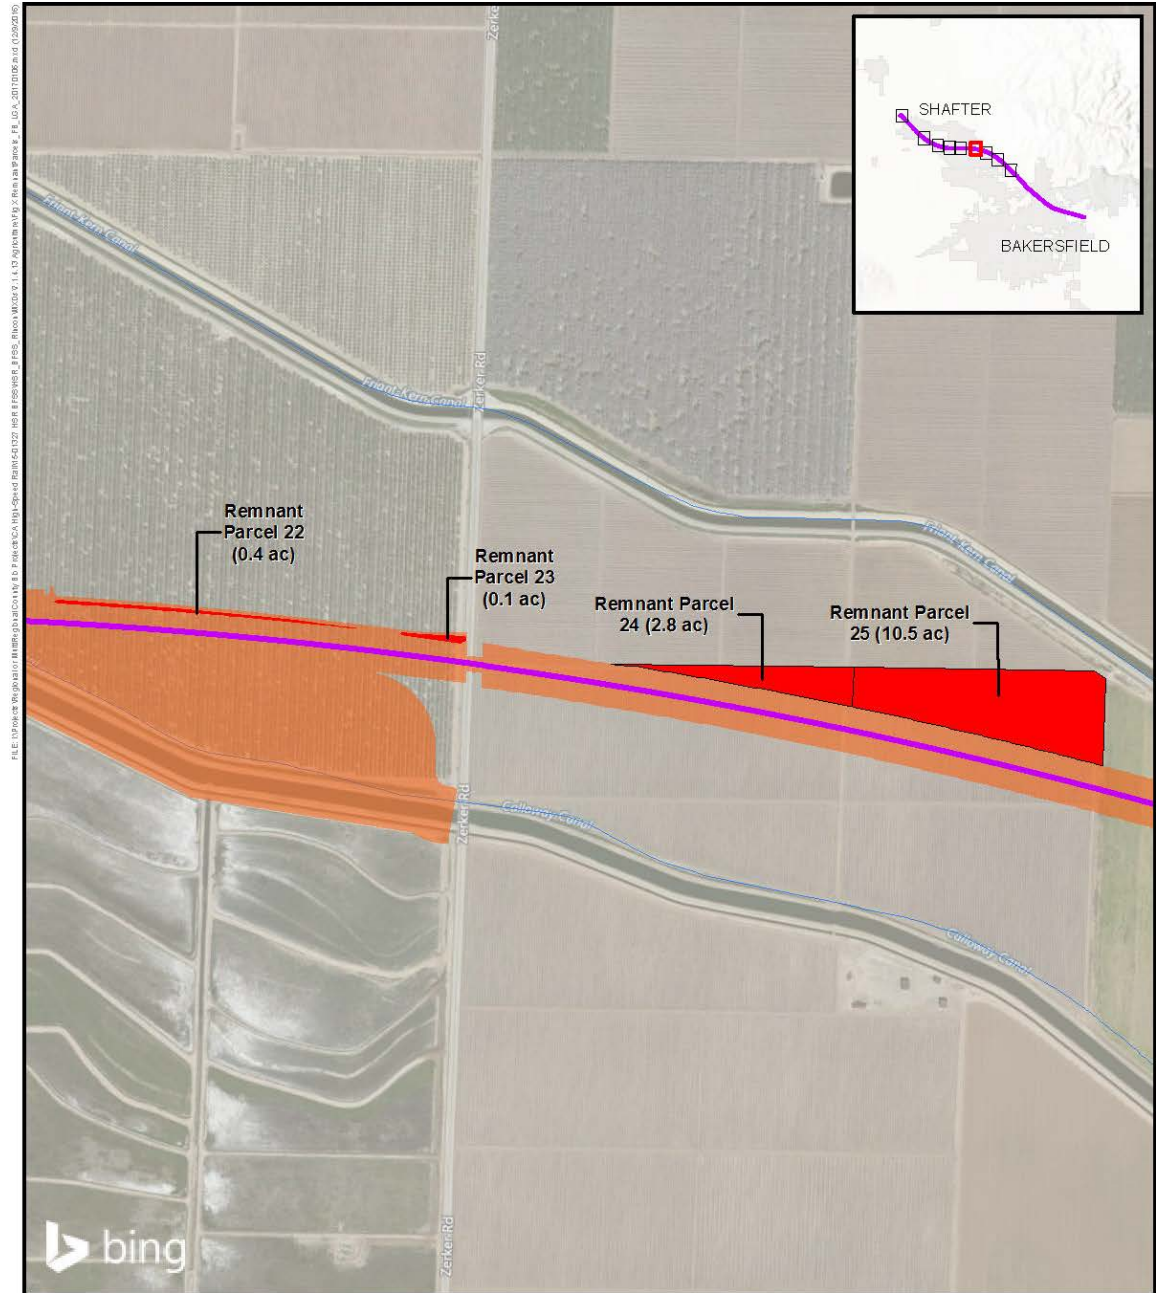 Zerker
SHAFTER
BAKERSFIELD
Friant-Kern Canal
Friant-Kern Canal
Zerker Rd
Friant-Kern Canal
Remnant
Parcel 22
(0.4 ac)
Remnant
Parcel 23
(0.1 ac)
Remnant Parcel
24 (2.8 ac)
Remnant Parcel
25 (10.5 ac)
Zerker Rd
Calloway Canal
Calloway Canal
Zerker Rd
bing